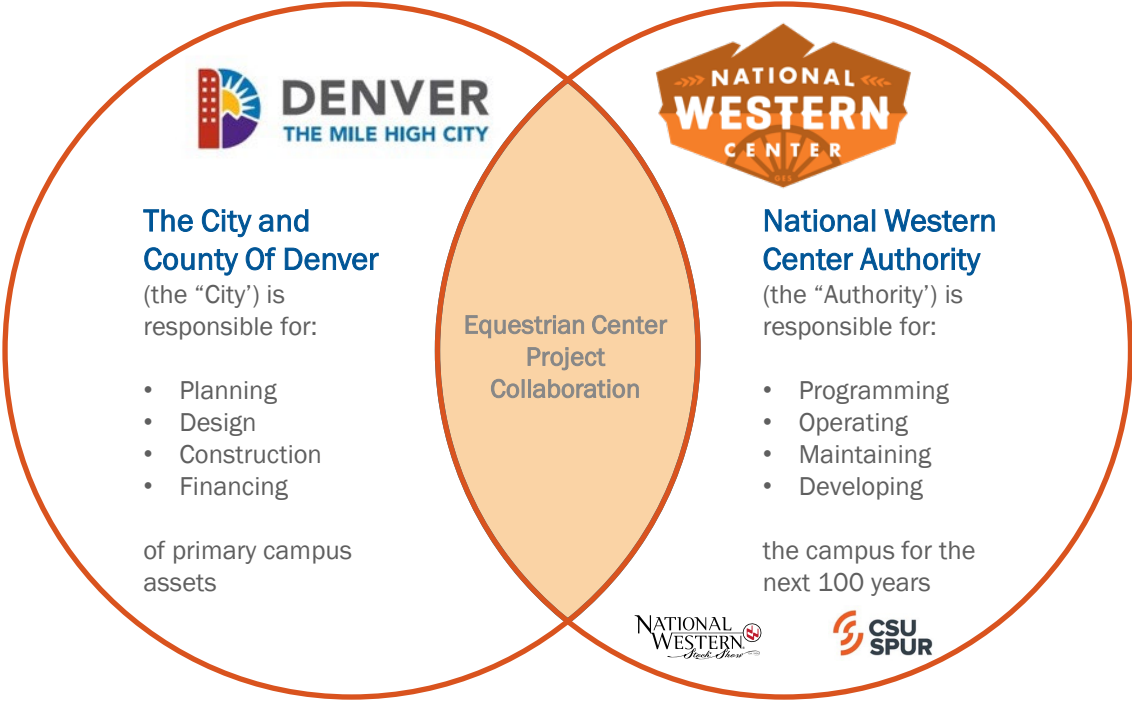 DENVER
THE MILE HIGH CITY
The City and
County Of Denver
(the “City’) is
responsible for:
• Planning
• Design
• Construction
• Financing
of primary campus
assets
Equestrian Center
Project
Collaboration
NATIONAL
WESTERN
CENTER
GES
National Western
Center Authority
(the “Authority’) is
responsible for:
• Programming
• Operating
• Maintaining
• Developing
the campus for the
next 100 years
NATIONAL
WESTERN
Stock Show
CSU
SPUR